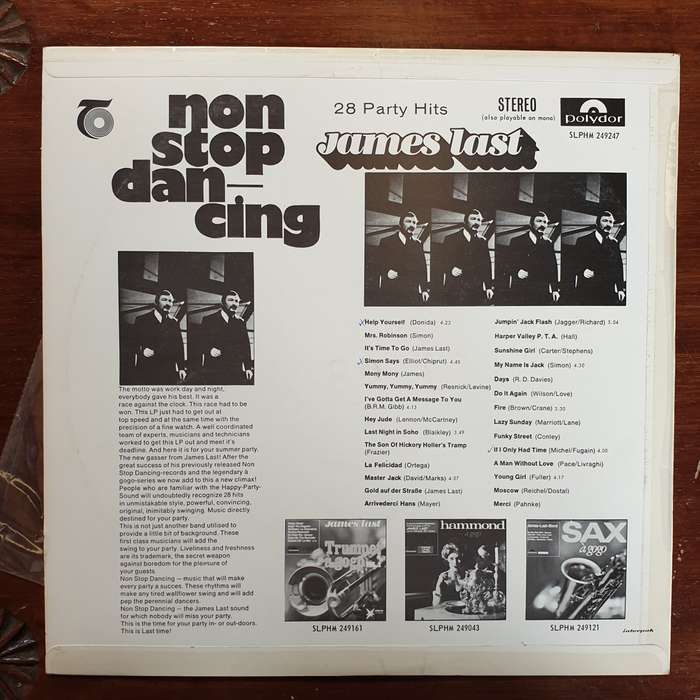 non
stop
dan—
cing
28 Party Hits
STEREO
(also playable on mono)
polydor
SLPHM 249247
james last
Help Yourself (Donida) 4.23
Mrs. Robinson (Simon)
It's Time To Go (James Last)
Simon Says (Elliot/Chiprut) 4.45
Mony Mony (James)
Yummy, Yummy, Yummy (Resnick/Levine)
I've Gotta Get A Message To You
(B.R.M. Gibb) 4.13
Hey Jude (Lennon/McCartney)
Last Night in Soho (Blaikley) 3.49
The Son Of Hickory Holler's Tramp
(Frazier)
La Felicidad (Ortega)
Master Jack (David/Marks) 4.07
Gold auf der Straße (James Last)
Arrivederci Hans (Mayer)
Jumpin' Jack Flash (Jagger/Richard) 3.04
Harper Valley P. T. A. (Hall)
Sunshine Girl (Carter/Stephens)
My Name Is Jack (Simon) 4.30
Days (R. D. Davies)
Do It Again (Wilson/Love)
Fire (Brown/Crane) 3.30
Lazy Sunday (Marriott/Lane)
Funky Street (Conley)
If I Only Had Time (Michel/Fugain) 4.00
A Man Without Love (Pace/Livraghi)
Young Girl (Fuller) 4.17
Moscow (Reichel/Dostal)
Merci (Pahnke)
The motto was work day and night,
everybody gave his best. It was a
race against the clock. This race had to be
won. This LP just had to get out at
top speed and at the same time with the
precision of a fine watch. A well coordinated
team of experts, musicians and technicians
worked to get this LP out and meet it's
deadline. And here it is for your summer party.
The new gasser from James Last! After the
great success of his previously released Non
Stop Dancing-records and the legendary à
gogo-series we now add to this a new climax!
People who are familiar with the Happy-Party-
Sound will undoubtedly recognize 28 hits
in unmistakable style, powerful, convincing,
original, inimitably swinging. Music directly
destined for your party.
This is not just another band utilised to
provide a little bit of background. These
first class musicians will add the
swing to your party. Liveliness and freshness
are its trademark, the secret weapon
against boredom for the pleasure of
your guests.
Non Stop Dancing — music that will make
every party a succes. These rhythms will
make any tired wallflower swing and will add
pep the perennial dancers.
Non Stop Dancing — the James Last sound
for which nobody will miss your party.
This is the time for your party in- or out-doors.
This is Last time!
james last
Trumpet
à gogo
SLPHM 249161
hammond
à gogo
SLPHM 249043
James-Last-Band
SAX
à gogo
SLPHM 249121
interpak